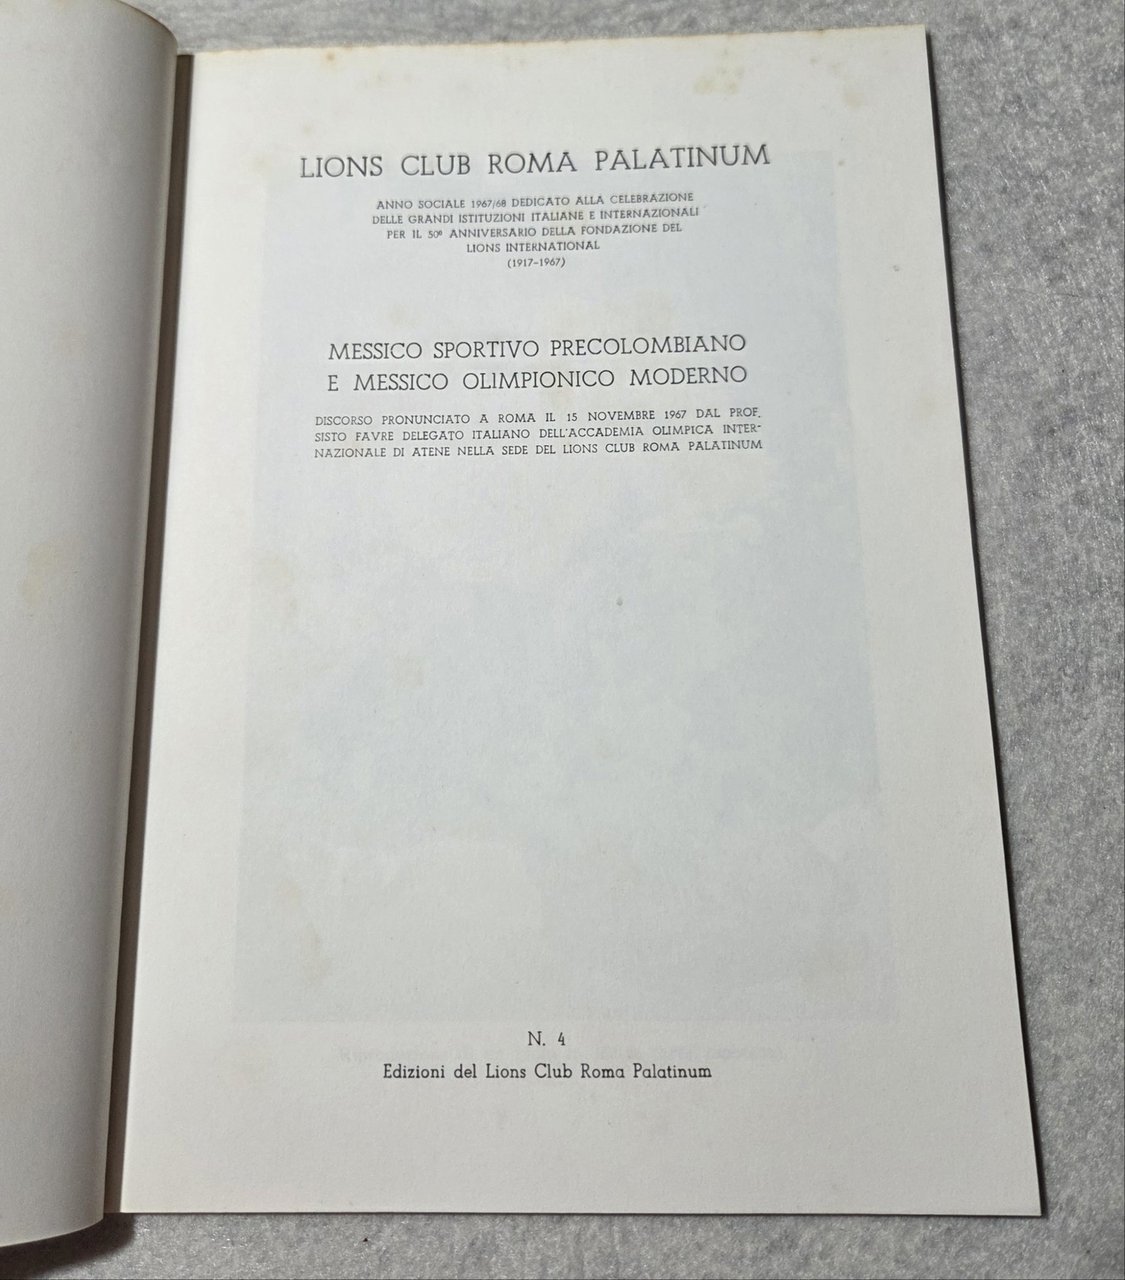 LIONS CLUB ROMA PALATINUM
ANNO SOCIALE 1967/68 DEDICATO ALLA CELEBRAZIONE
DELLE GRANDI ISTITUZIONI ITALIANE E INTERNAZIONALI
PER IL 50º ANNIVERSARIO DELLA FONDAZIONE DEL
LIONS INTERNATIONAL
(1917-1967)
MESSICO SPORTIVO PRECOLOMBIANO
E MESSICO OLIMPIONICO MODERNO
DISCORSO PRONUNCIATO A ROMA IL 15 NOVEMBRE 1967 DAL PROF.
SISTO FAVRE DELEGATO ITALIANO DELL'ACCADEMIA OLIMPICA INTER-
NAZIONALE DI ATENE NELLA SEDE DEL LIONS CLUB ROMA PALATINUM
N. 4
Edizioni del Lions Club Roma Palatinum